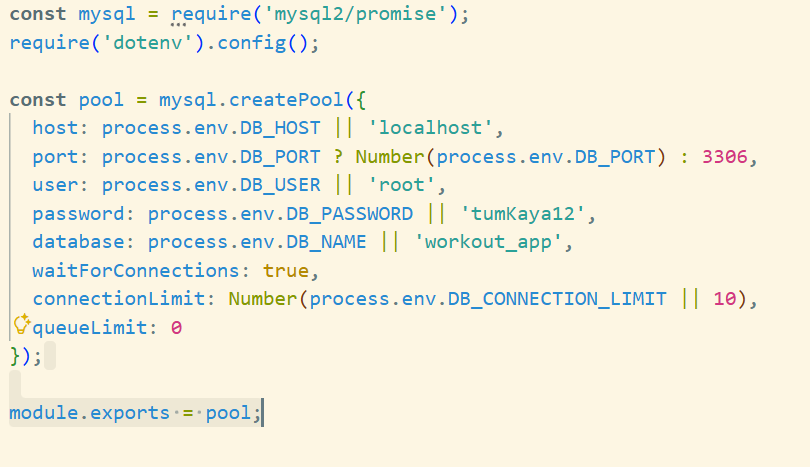 const mysql = require('mysql2/promise');
require('dotenv').config();
const pool = mysql.createPool({
host: process.env.DB_HOST || 'localhost',
port: process.env.DB_PORT ? Number(process.env.DB_PORT) : 3306,
user: process.env.DB_USER || 'root',
password: process.env.DB_PASSWORD || 'tumKaya12',
database: process.env.DB_NAME || 'workout_app',
waitForConnections: true,
connectionLimit: Number(process.env.DB_CONNECTION_LIMIT || 10),
queueLimit: 0
});
module.exports = pool;